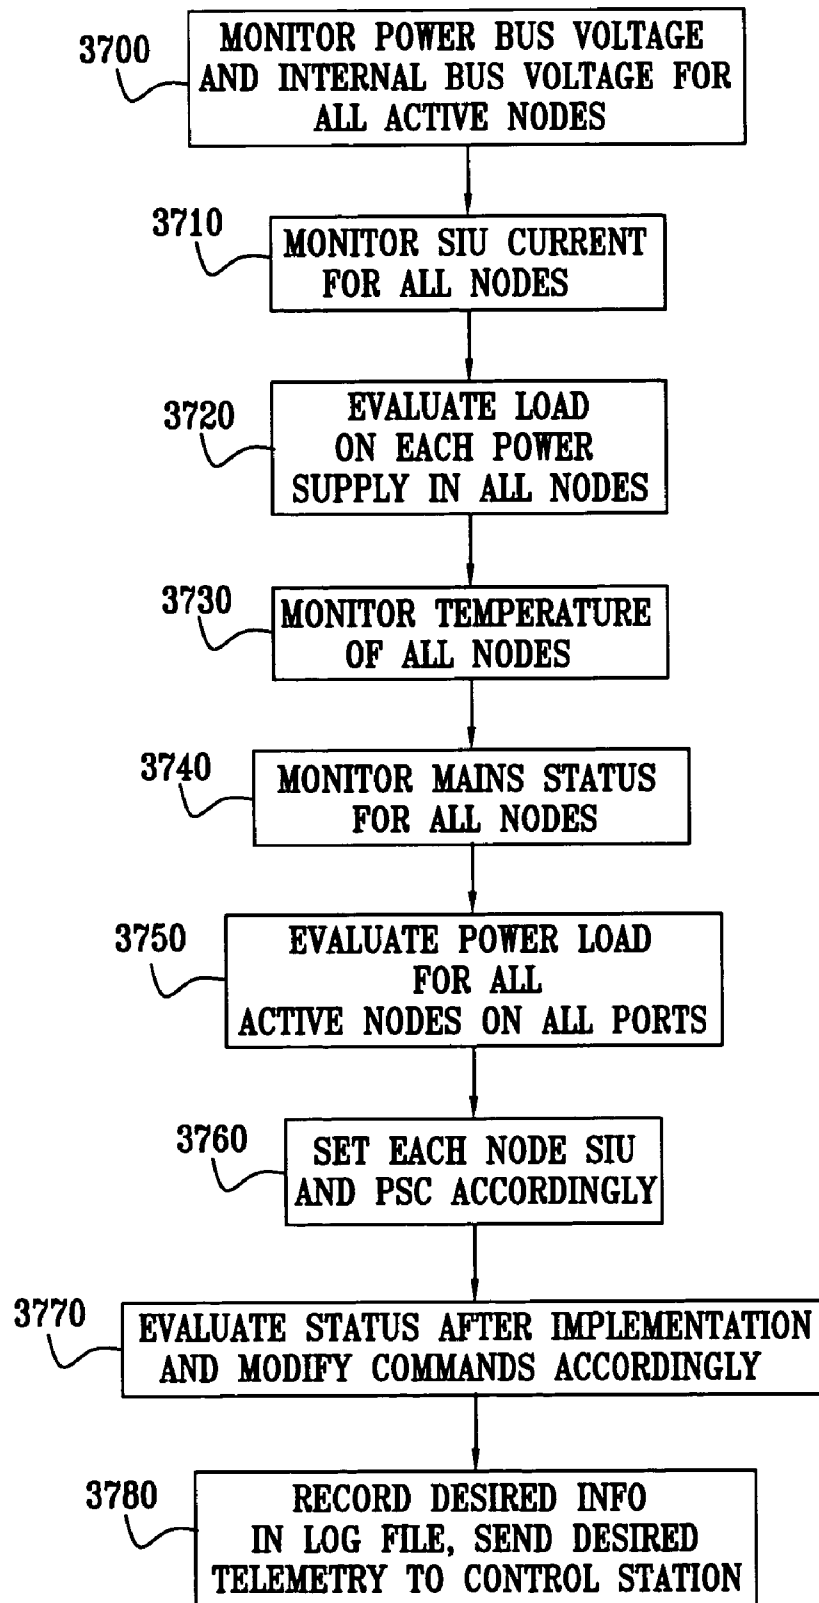 3700
MONITOR POWER BUS VOLTAGE
AND INTERNAL BUS VOLTAGE FOR
ALL ACTIVE NODES
3710
MONITOR SIU CURRENT
FOR ALL NODES
3720
EVALUATE LOAD
ON EACH POWER
SUPPLY IN ALL NODES
3730
MONITOR TEMPERATURE
OF ALL NODES
3740
MONITOR MAINS STATUS
FOR ALL NODES
3750
EVALUATE POWER LOAD
FOR ALL
ACTIVE NODES ON ALL PORTS
3760
SET EACH NODE SIU
AND PSC ACCORDINGLY
3770
EVALUATE STATUS AFTER IMPLEMENTATION
AND MODIFY COMMANDS ACCORDINGLY
3780
RECORD DESIRED INFO
IN LOG FILE, SEND DESIRED
TELEMETRY TO CONTROL STATION